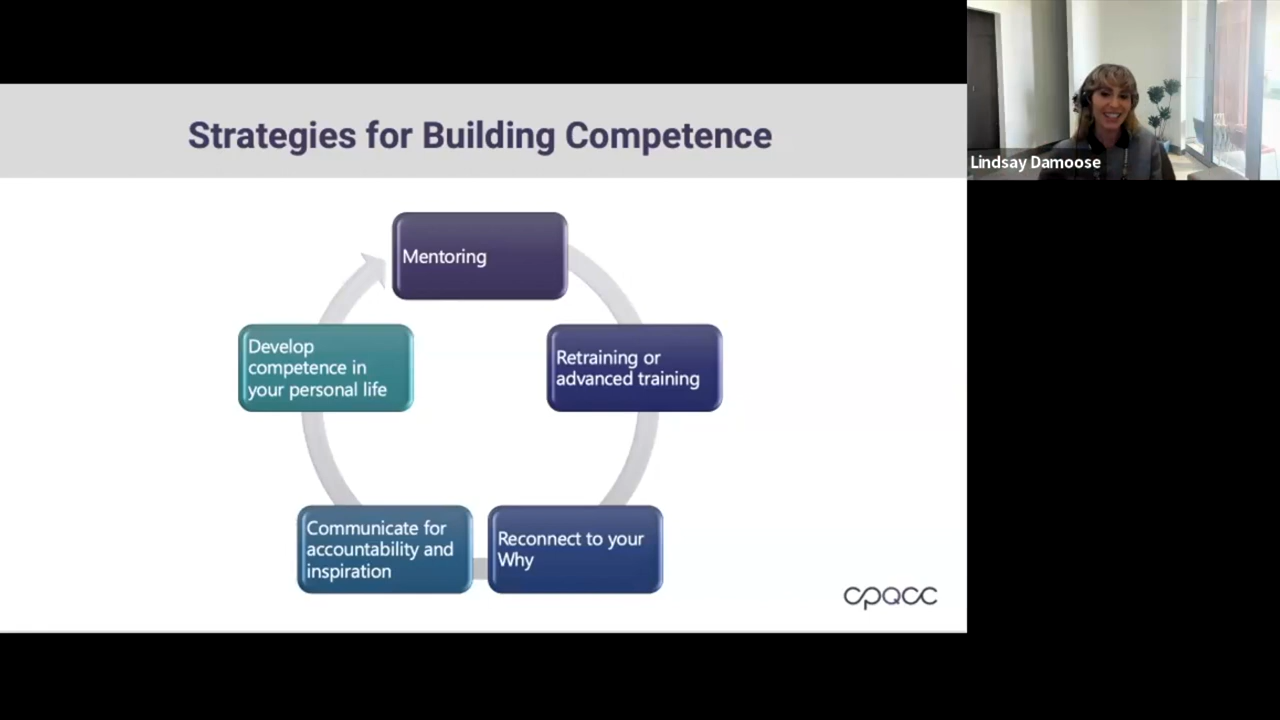 Strategies for Building Competence
Lindsay Damoose
Mentoring
Retraining or
advanced training
Reconnect to your
Why
Communicate for
accountability and
inspiration
Develop
competence in
your personal life
cpqcc